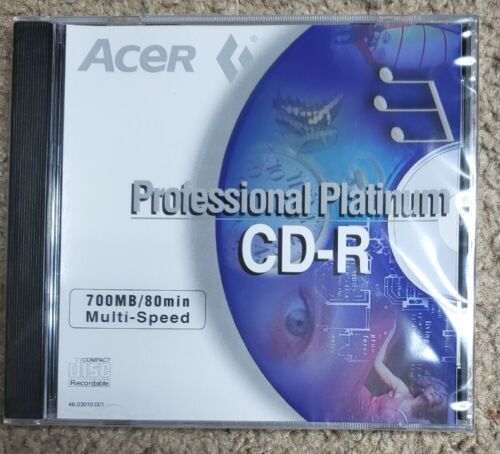 ACER
Professional Platinum
CD-R
700MB/80min
Multi-Speed
COMPACT
disc
Recordable
46.03010.001